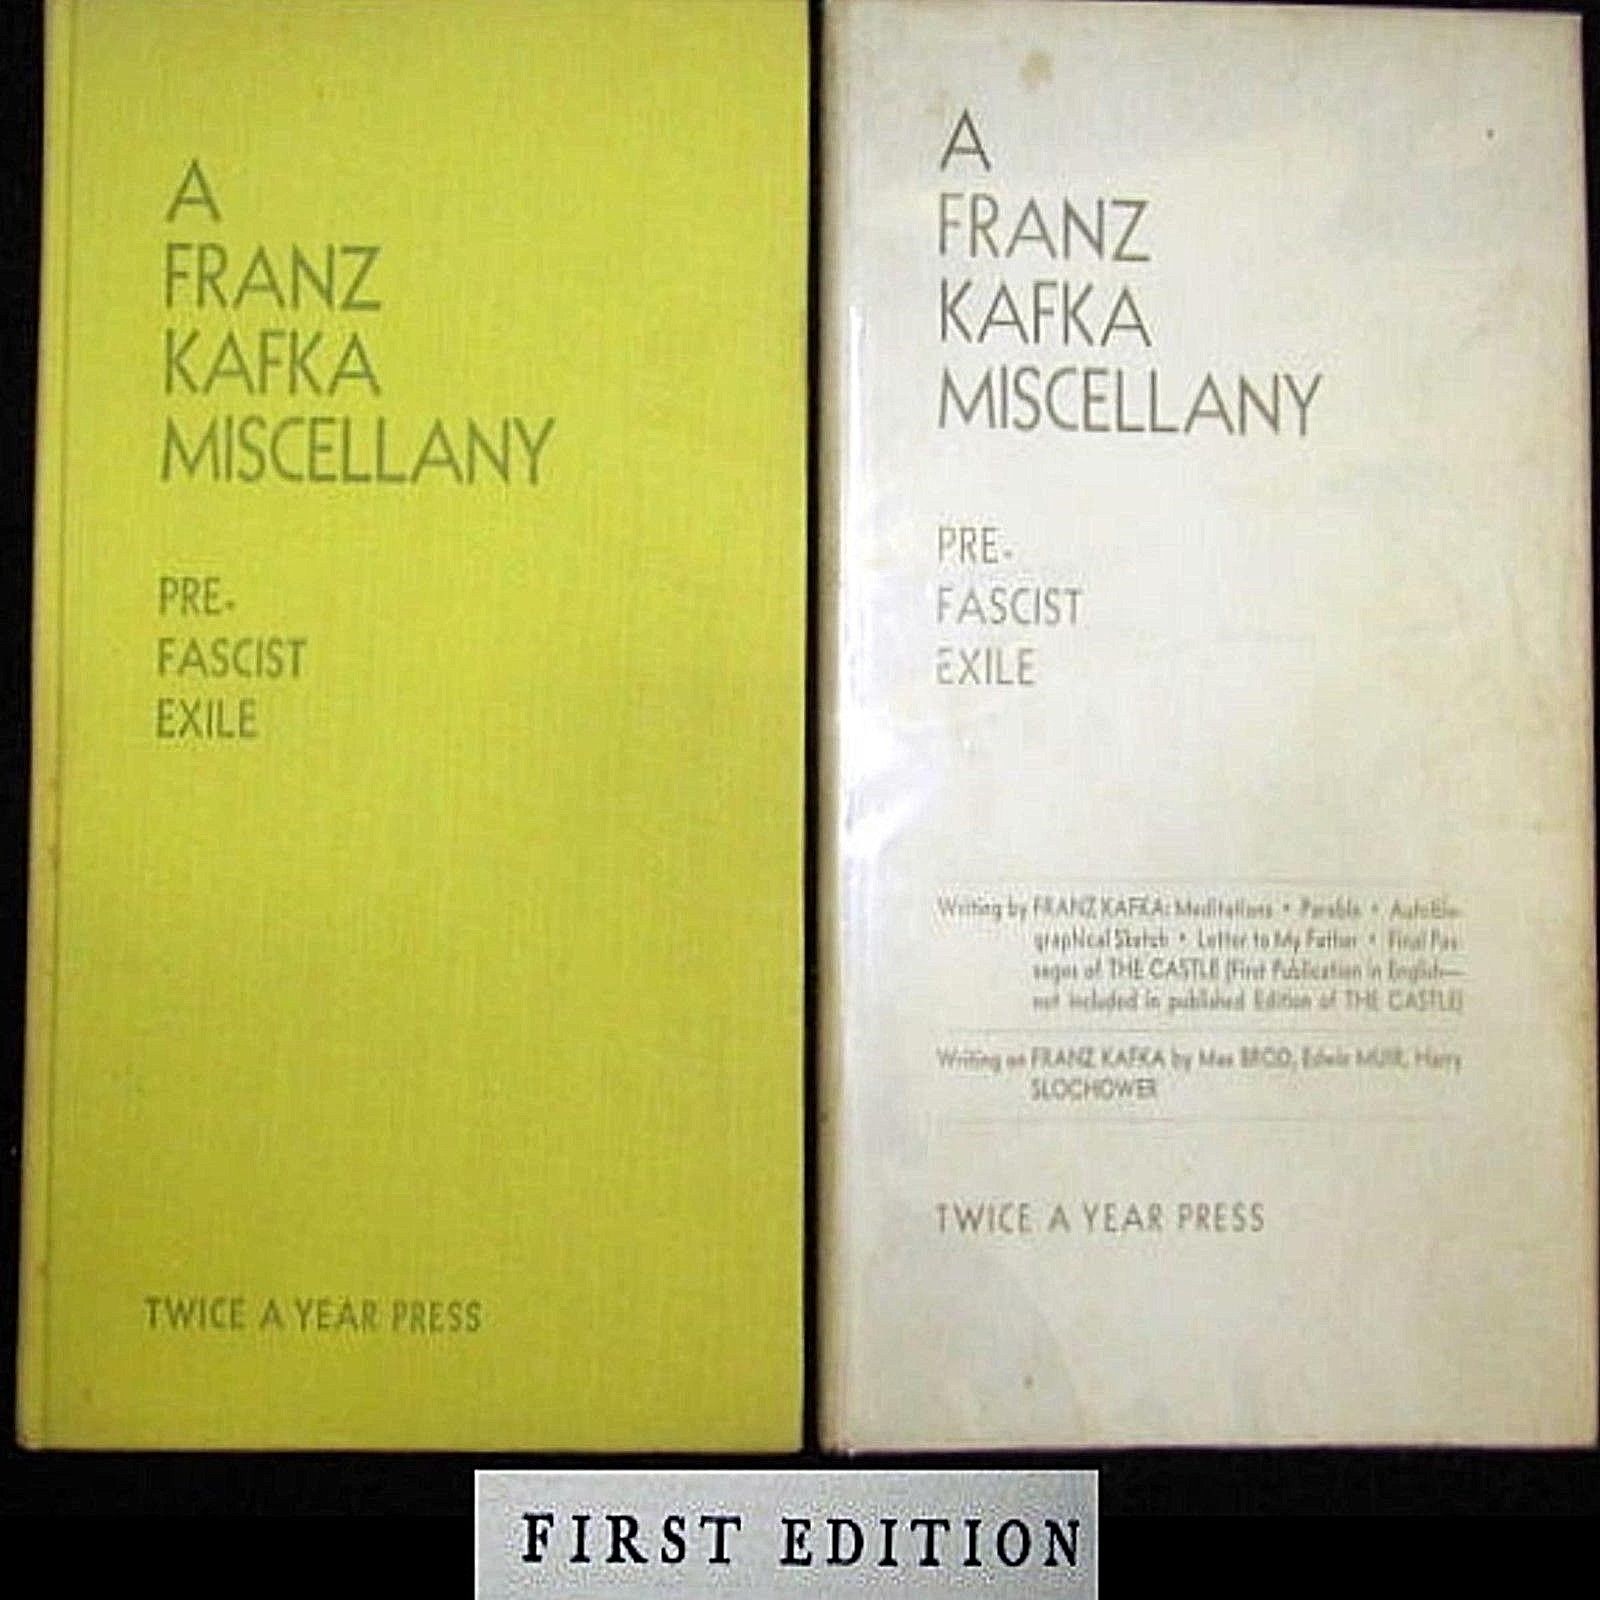 A
FRANZ
KAFKA
MISCELLANY
PRE-
FASCIST
EXILE
TWICE A YEAR PRESS
A
FRANZ
KAFKA
MISCELLANY
PRE-
FASCIST
EXILE
Writing by FRANZ KAFKA: Meditations • Parable • Autobio-
graphical Sketch • Letter to My Father • Final Pas-
sages of THE CASTLE (First Publication in English—
not included in published Edition of THE CASTLE)
Writing on FRANZ KAFKA by Max BROD, Edwin MUIR, Harry
SLOCHOWER
TWICE A YEAR PRESS
FIRST EDITION